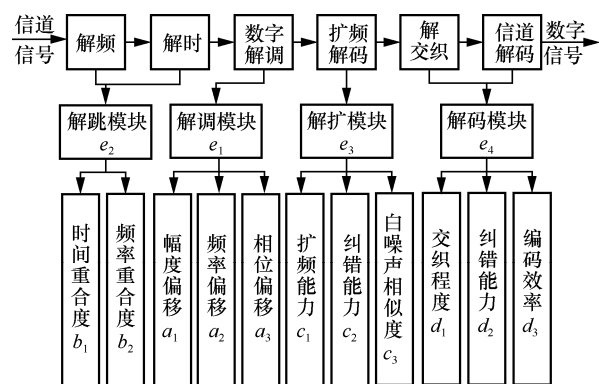 信道
信号
解频
解时
数字
解调
扩频
解码
解
交织
信道
解码
数字
信号
解跳模块
e2
解调模块
e1
解扩模块
e3
解码模块
e4
时间重合度 b1
频率重合度 b2
幅度偏移 a1
频率偏移 a2
相位偏移 a3
扩频能力 c1
纠错能力 c2
白噪声相似度 c3
交织程度 d1
纠错能力 d2
编码效率 d3